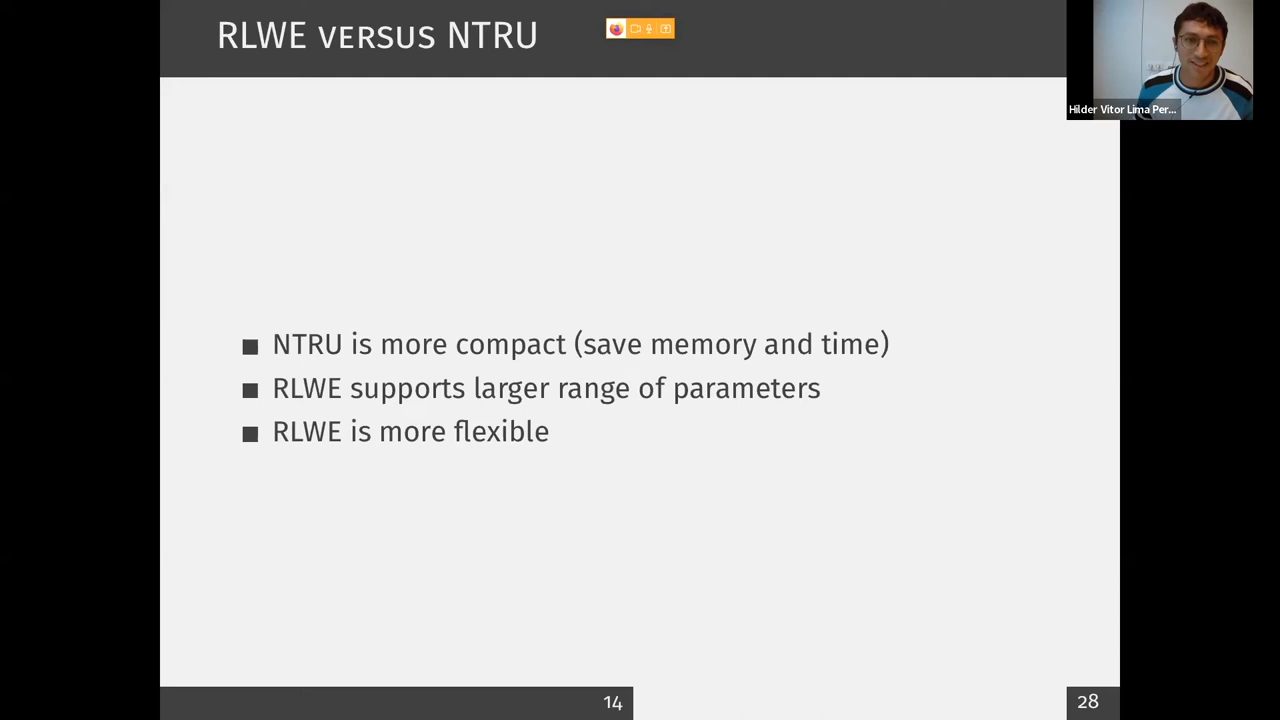 RLWE VERSUS NTRU
Hilder Vitor Lima Per...
■ NTRU is more compact (save memory and time)
■ RLWE supports larger range of parameters
■ RLWE is more flexible
14
28